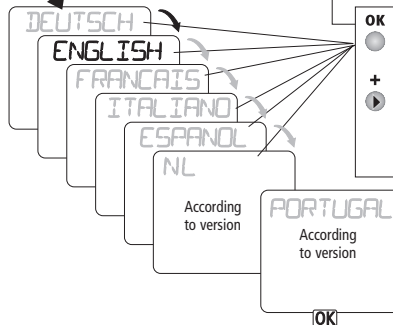 DEUTSCH
ENGLISH
FRANCAIS
ITALIANO
ESPANOL
NL
According
to version
PORTUGAL
According
to version
OK
OK
+